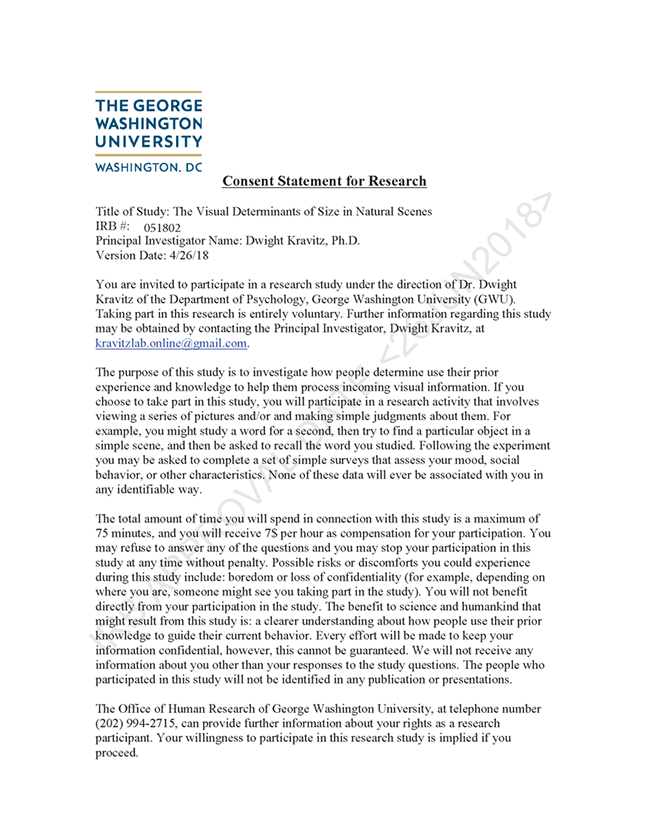 THE GEORGE
WASHINGTON
UNIVERSITY
WASHINGTON, DC
Consent Statement for Research
Title of Study: The Visual Determinants of Size in Natural Scenes
IRB #: 051802
Principal Investigator Name: Dwight Kravitz, Ph.D.
Version Date: 4/26/18
You are invited to participate in a research study under the direction of Dr. Dwight
Kravitz of the Department of Psychology, George Washington University (GWU).
Taking part in this research is entirely voluntary. Further information regarding this study
may be obtained by contacting the Principal Investigator, Dwight Kravitz, at
kravitzlab.online@gmail.com.
The purpose of this study is to investigate how people determine use their prior
experience and knowledge to help them process incoming visual information. If you
choose to take part in this study, you will participate in a research activity that involves
viewing a series of pictures and/or and making simple judgments about them. For
example, you might study a word for a second, then try to find a particular object in a
simple scene, and then be asked to recall the word you studied. Following the experiment
you may be asked to complete a set of simple surveys that assess your mood, social
behavior, or other characteristics. None of these data will ever be associated with you in
any identifiable way.
The total amount of time you will spend in connection with this study is a maximum of
75 minutes, and you will receive 7$ per hour as compensation for your participation. You
may refuse to answer any of the questions and you may stop your participation in this
study at any time without penalty. Possible risks or discomforts you could experience
during this study include: boredom or loss of confidentiality (for example, depending on
where you are, someone might see you taking part in the study). You will not benefit
directly from your participation in the study. The benefit to science and humankind that
might result from this study is: a clearer understanding about how people use their prior
knowledge to guide their current behavior. Every effort will be made to keep your
information confidential, however, this cannot be guaranteed. We will not receive any
information about you other than your responses to the study questions. The people who
participated in this study will not be identified in any publication or presentations.
The Office of Human Research of George Washington University, at telephone number
(202) 994-2715, can provide further information about your rights as a research
participant. Your willingness to participate in this research study is implied if you
proceed.